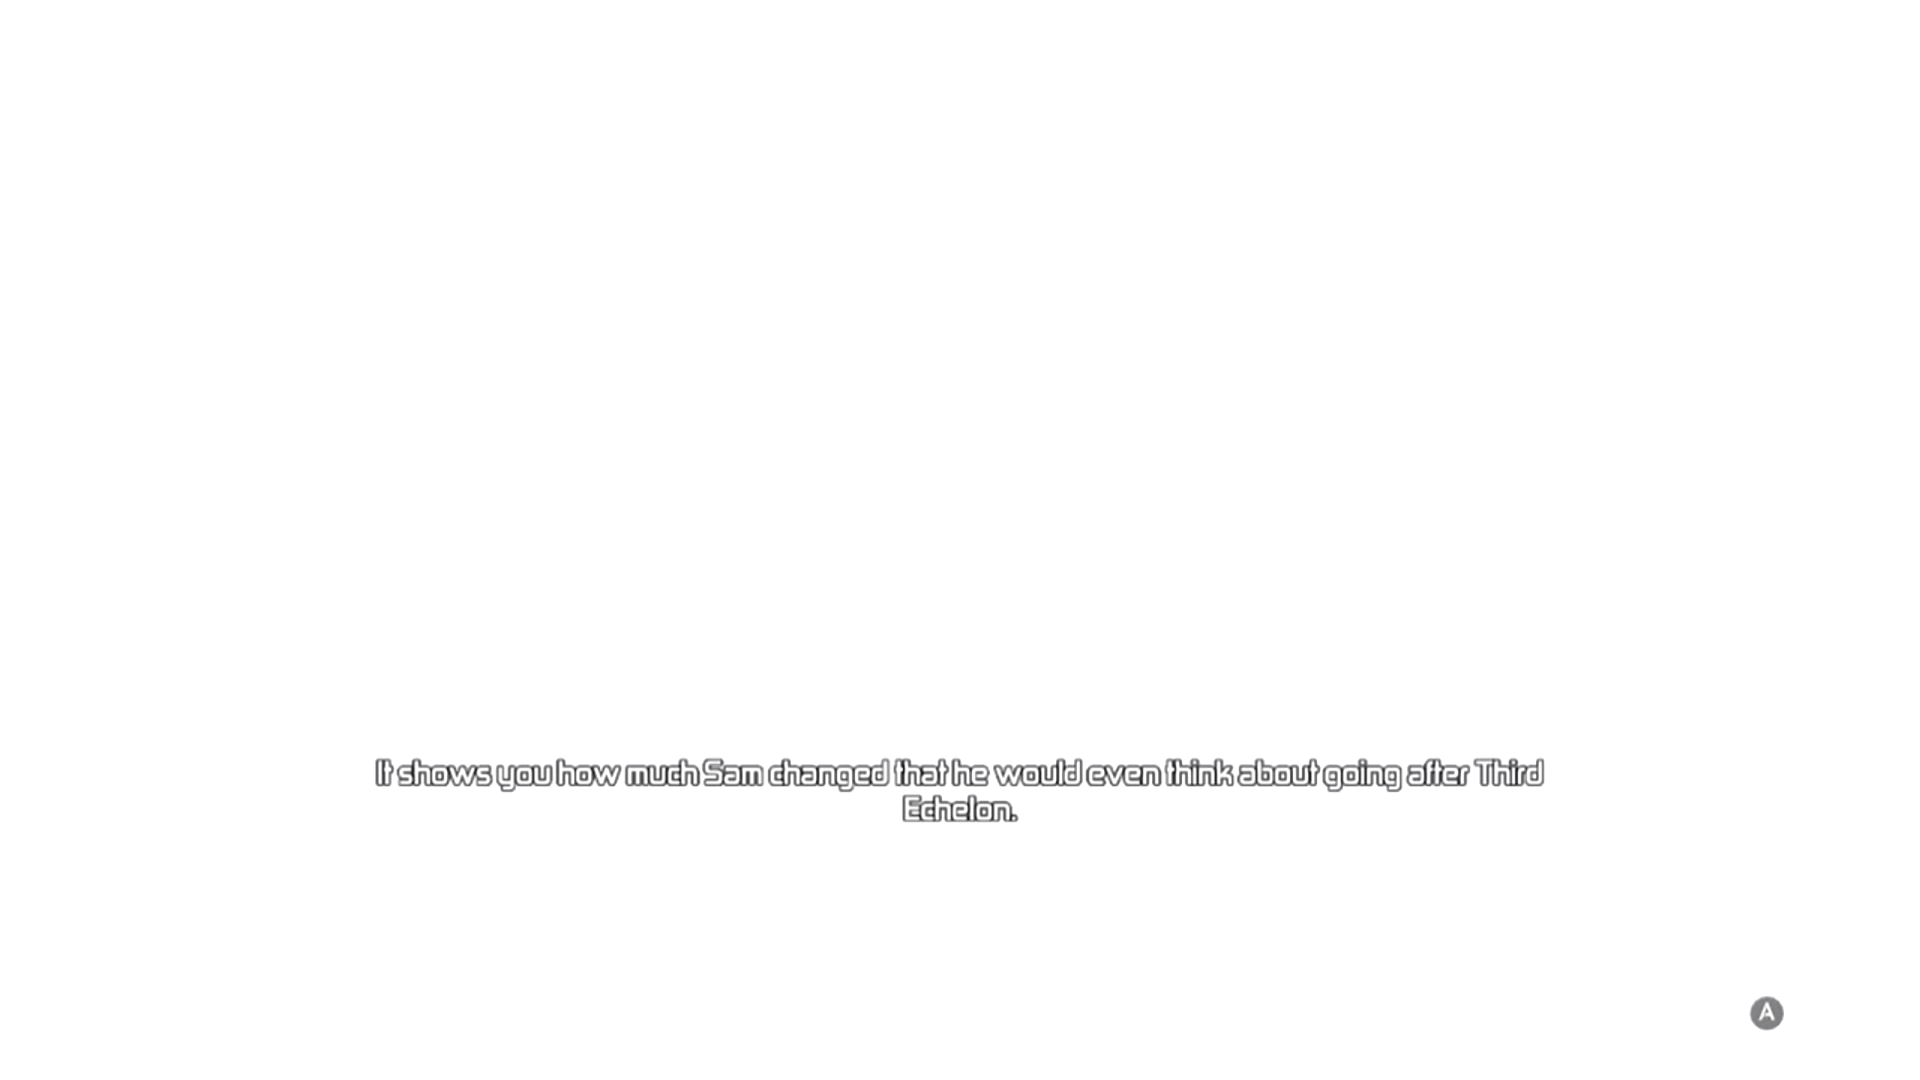 It shows you how much Sam changed that he would even think about going after Third
Echelon.
A